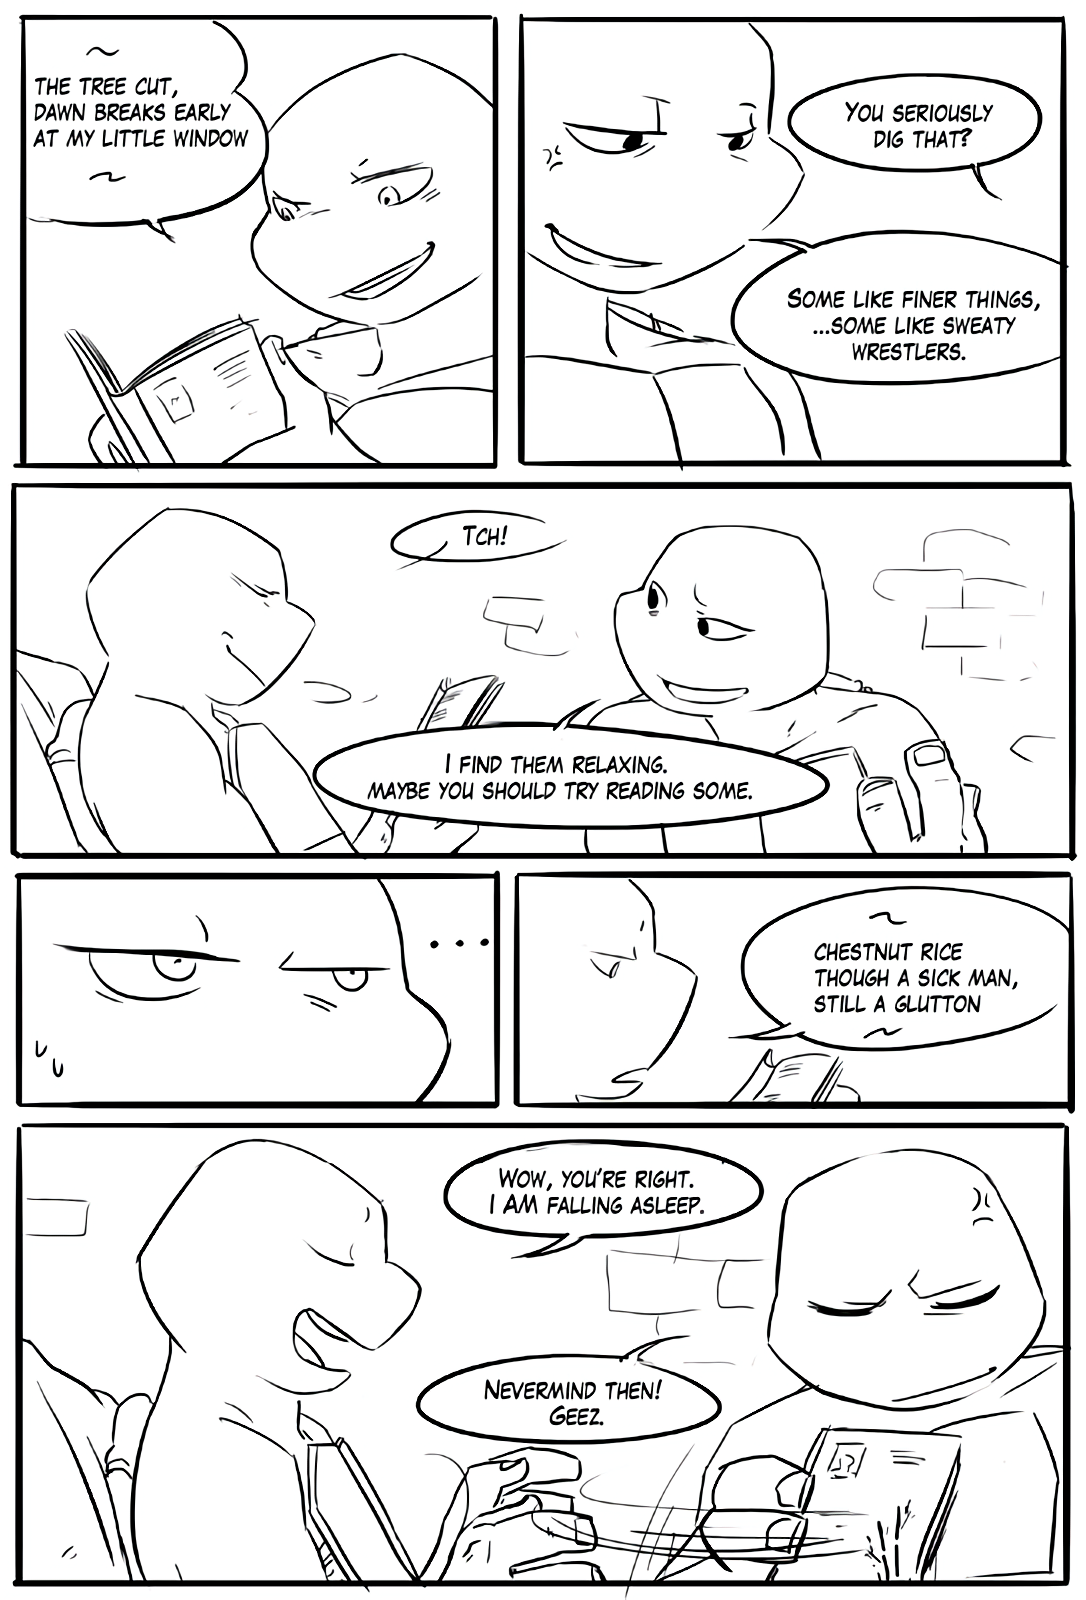 ~
THE TREE CUT,
DAWN BREAKS EARLY
AT MY LITTLE WINDOW
~
YOU SERIOUSLY
DIG THAT?
SOME LIKE FINER THINGS,
...SOME LIKE SWEATY
WRESTLERS.
TCH!
I FIND THEM RELAXING.
MAYBE YOU SHOULD TRY READING SOME.
...
~
CHESTNUT RICE
THOUGH A SICK MAN,
STILL A GLUTTON
~
WOW, YOU'RE RIGHT.
I AM FALLING ASLEEP.
NEVERMIND THEN!
GEEZ.